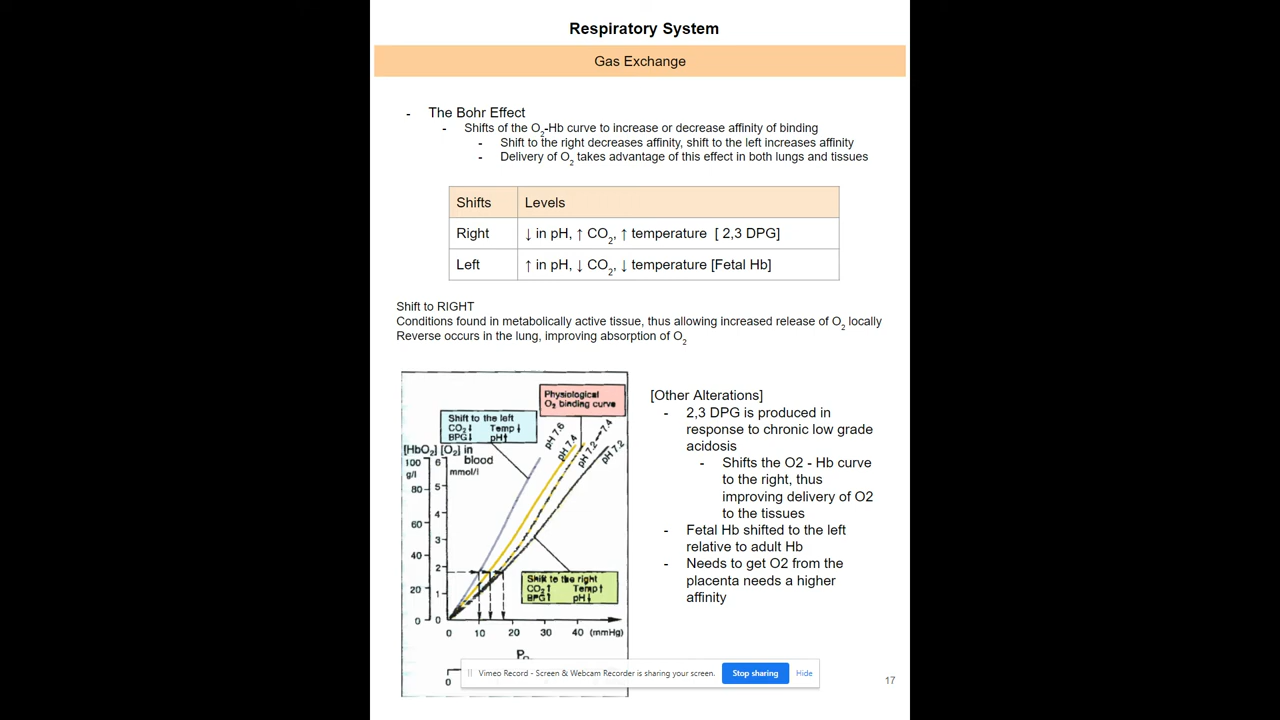 Respiratory System
Gas Exchange
- The Bohr Effect
- Shifts of the O2-Hb curve to increase or decrease affinity of binding
- Shift to the right decreases affinity, shift to the left increases affinity
- Delivery of O2 takes advantage of this effect in both lungs and tissues
Shifts Levels
Right ↓ in pH, ↑ CO2, ↑ temperature [ 2,3 DPG]
Left ↑ in pH, ↓ CO2, ↓ temperature [Fetal Hb]
Shift to RIGHT
Conditions found in metabolically active tissue, thus allowing increased release of O2 locally
Reverse occurs in the lung, improving absorption of O2
Physiological
O2 binding curve
Shift to the left
CO2↓ Temp↓
BPG↓ pH↑
pH 7.6
pH 7.4
pH 7.2→7.4
pH 7.2
[HbO2] [O2] in
blood
100 6
g/l mmol/l
80 5
4
60
3
40
2
20
1
0 0
Shift to the right
CO2↑ Temp↑
BPG↑ pH↓
0 10 20 30 40 (mmHg)
P
0
[Other Alterations]
- 2,3 DPG is produced in
response to chronic low grade
acidosis
- Shifts the O2 - Hb curve
to the right, thus
improving delivery of O2
to the tissues
- Fetal Hb shifted to the left
relative to adult Hb
- Needs to get O2 from the
placenta needs a higher
affinity
Vimeo Record - Screen & Webcam Recorder is sharing your screen. Stop sharing Hide
17